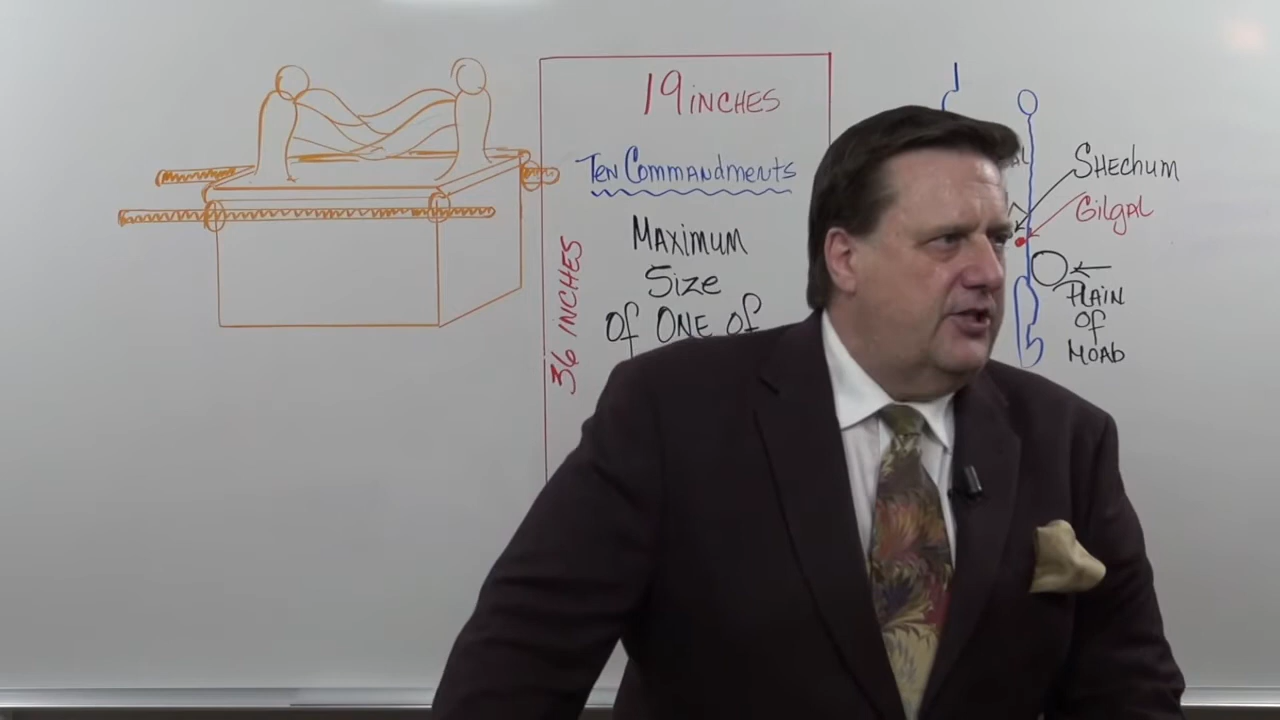 19 INCHES
TEN COMMANDMENTS
MAXIMUM
SIZE
of ONE of
36 INCHES
SHECHUM
GILGAL
PLAIN
of
MOAB